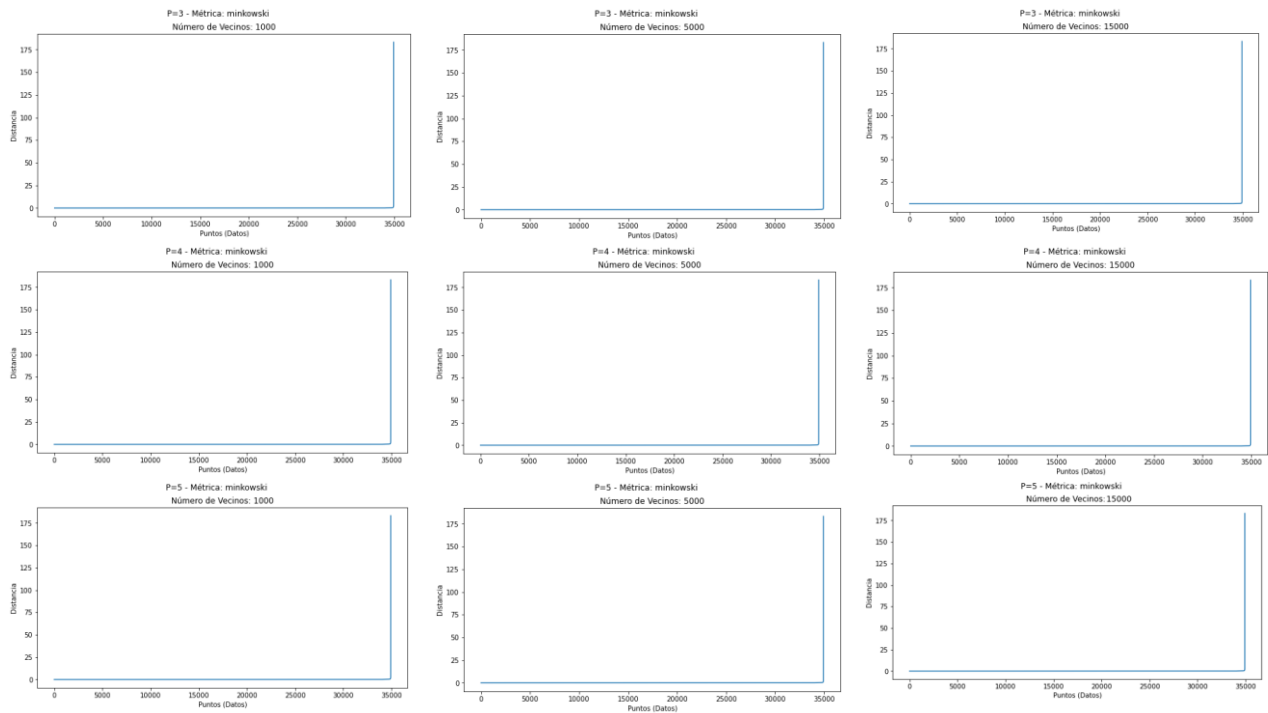 P=3 - Métrica: minkowski
Número de Vecinos: 1000
175
150
125
100
75
50
25
0
Distancia
0 5000 10000 15000 20000 25000 30000 35000
Puntos (Datos)
P=3 - Métrica: minkowski
Número de Vecinos: 5000
175
150
125
100
75
50
25
0
Distancia
0 5000 10000 15000 20000 25000 30000 35000
Puntos (Datos)
P=3 - Métrica: minkowski
Número de Vecinos: 15000
175
150
125
100
75
50
25
0
Distancia
0 5000 10000 15000 20000 25000 30000 35000
Puntos (Datos)
P=4 - Métrica: minkowski
Número de Vecinos: 1000
175
150
125
100
75
50
25
0
Distancia
0 5000 10000 15000 20000 25000 30000 35000
Puntos (Datos)
P=4 - Métrica: minkowski
Número de Vecinos: 5000
175
150
125
100
75
50
25
0
Distancia
0 5000 10000 15000 20000 25000 30000 35000
Puntos (Datos)
P=4 - Métrica: minkowski
Número de Vecinos: 15000
175
150
125
100
75
50
25
0
Distancia
0 5000 10000 15000 20000 25000 30000 35000
Puntos (Datos)
P=5 - Métrica: minkowski
Número de Vecinos: 1000
175
150
125
100
75
50
25
0
Distancia
0 5000 10000 15000 20000 25000 30000 35000
Puntos (Datos)
P=5 - Métrica: minkowski
Número de Vecinos: 5000
175
150
125
100
75
50
25
0
Distancia
0 5000 10000 15000 20000 25000 30000 35000
Puntos (Datos)
P=5 - Métrica: minkowski
Número de Vecinos:15000
175
150
125
100
75
50
25
0
Distancia
0 5000 10000 15000 20000 25000 30000 35000
Puntos (Datos)